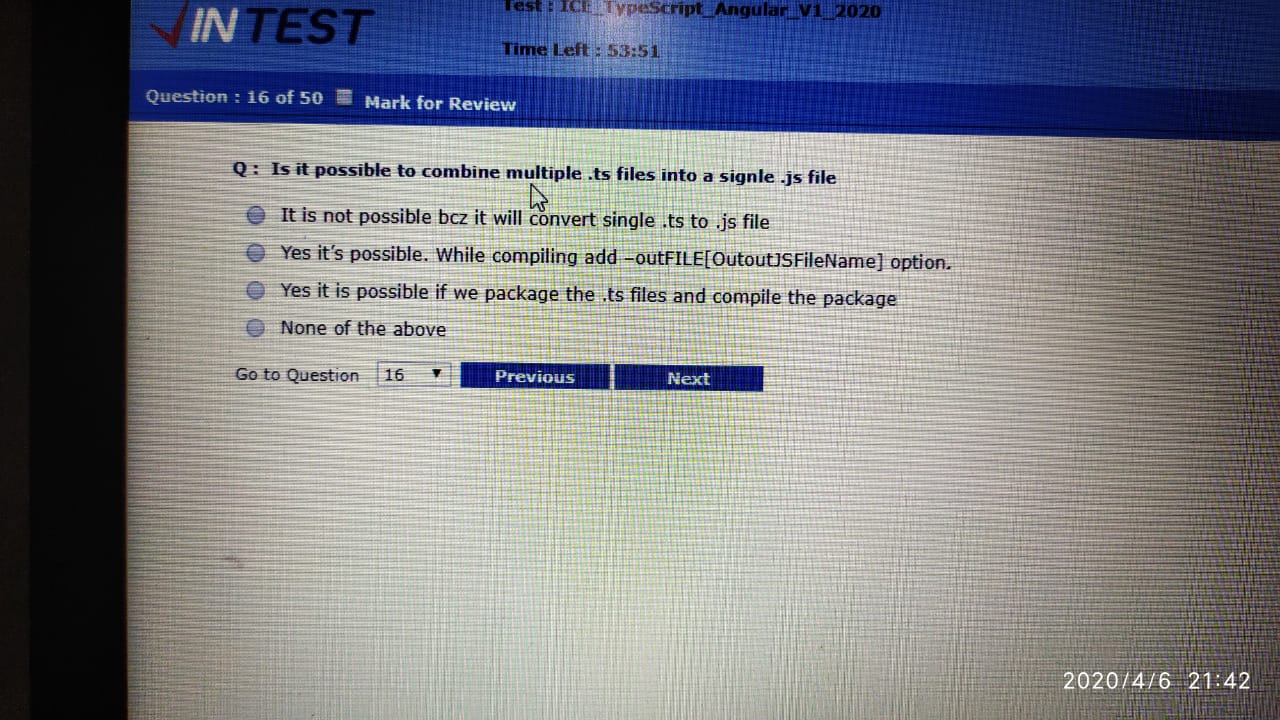 INTEST
Test : ICE_TypeScript_Angular_V1_2020
Time Left : 53:51
Question : 16 of 50 Mark for Review
Q : Is it possible to combine multiple .ts files into a signle .js file
It is not possible bcz it will convert single .ts to .js file
Yes it's possible. While compiling add –outFILE[OutoutJSFileName] option.
Yes it is possible if we package the .ts files and compile the package
None of the above
Go to Question 16 Previous Next
2020/4/6 21:42